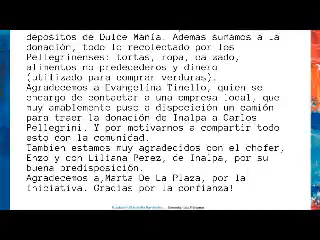 depósitos de Dulce Manía. Además sumamos a la
donación, todo lo recolectado por los
Pellegrinenses: tortas, ropa, calzado,
alimentos no predecederos y dinero
(utilizado para comprar verduras).
Agradecemos a Evangelina Tinello, quien se
encargo de contactar a una empresa local, que
muy amablemente puso a disposición un camión
para traer la donación de Inalpa a Carlos
Pellegrini. Y por motivarnos a compartir todo
esto con la comunidad.
Tambien estamos muy agradecidos con el chofer,
Enzo y con Liliana Perez, de Inalpa, por su
buena predisposición.
Agradecemos a,Marta De La Plaza, por la
Iniciativa. Gracias por la confianza!